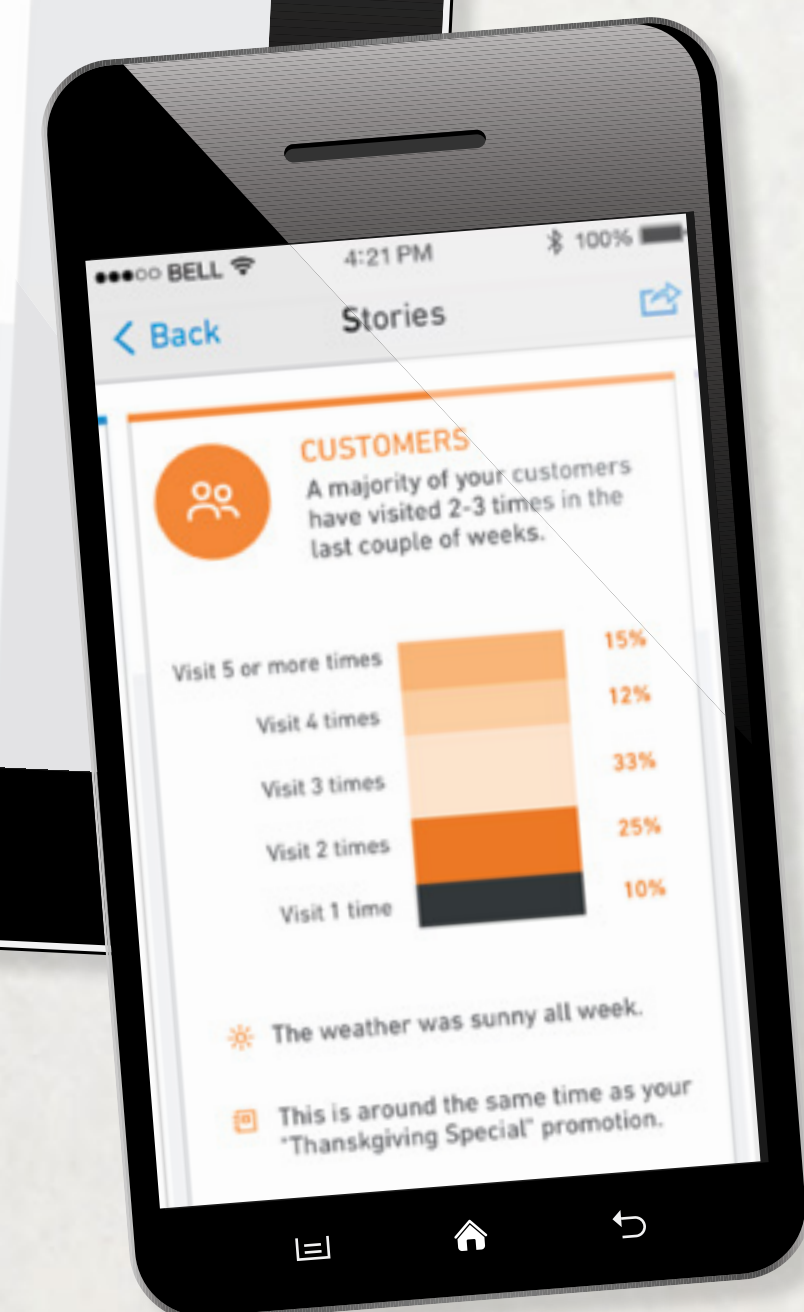 BELL 4:21 PM 100%
Back Stories
CUSTOMERS
A majority of your customers
have visited 2-3 times in the
last couple of weeks.
Visit 5 or more times 15%
Visit 4 times 12%
Visit 3 times 33%
Visit 2 times 25%
Visit 1 time 10%
The weather was sunny all week.
This is around the same time as your
"Thanskgiving Special" promotion.